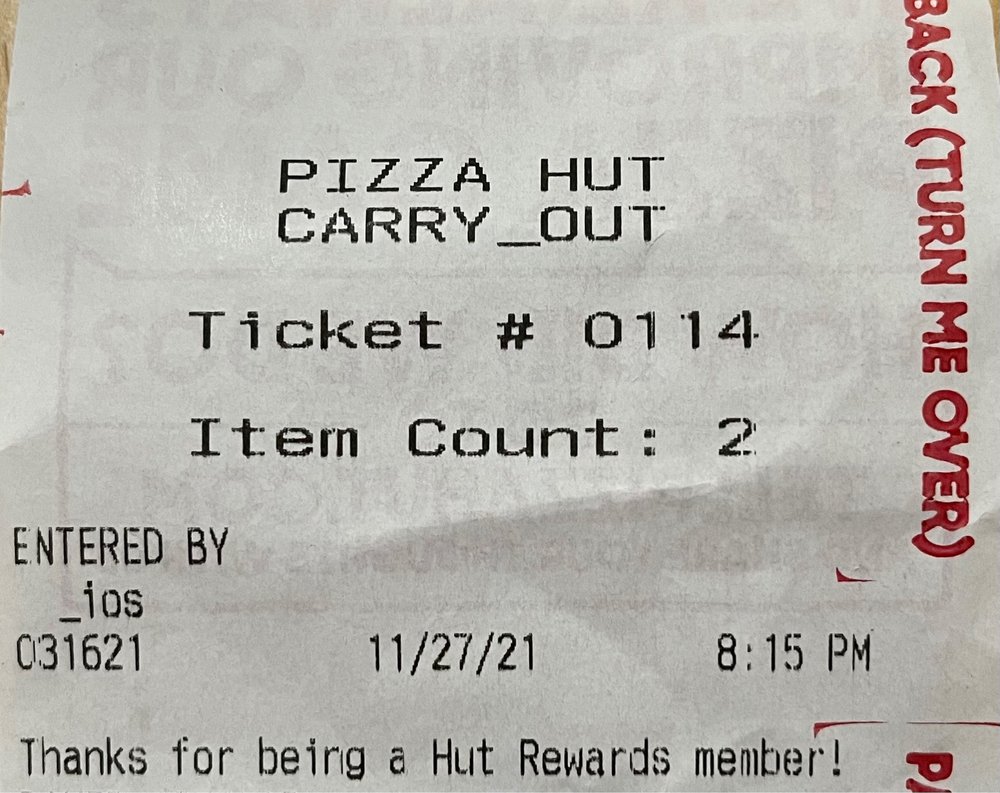 PIZZA HUT
CARRY_OUT
Ticket # 0114
Item Count: 2
ENTERED BY
_ios
031621 11/27/21 8:15 PM
Thanks for being a Hut Rewards member!
BACK (TURN ME OVER)